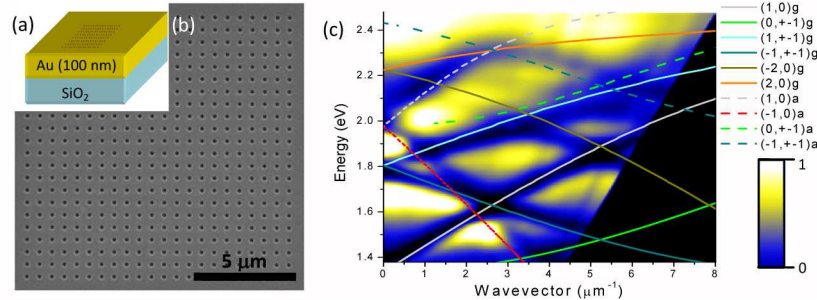 (a)
(b)
Au (100 nm)
SiO2
5 μm
(c)
Energy (eV)
2.4
2.2
2.0
1.8
1.6
1.4
0 1 2 3 4 5 6 7 8
Wavevector (μm⁻¹)
(1,0)g
(0,+-1)g
(1,+-1)g
(-1,+-1)g
(-2,0)g
(2,0)g
(1,0)a
(-1,0)a
(0,+-1)a
(-1,+-1)a
1
0